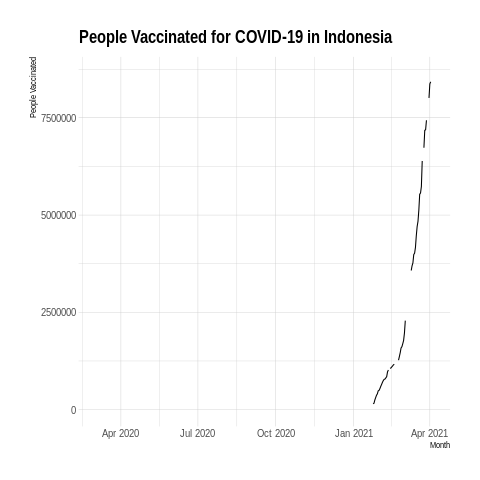 People Vaccinated for COVID-19 in Indonesia
People Vaccinated
7500000
5000000
2500000
0
Apr 2020 Jul 2020 Oct 2020 Jan 2021 Apr 2021
Month